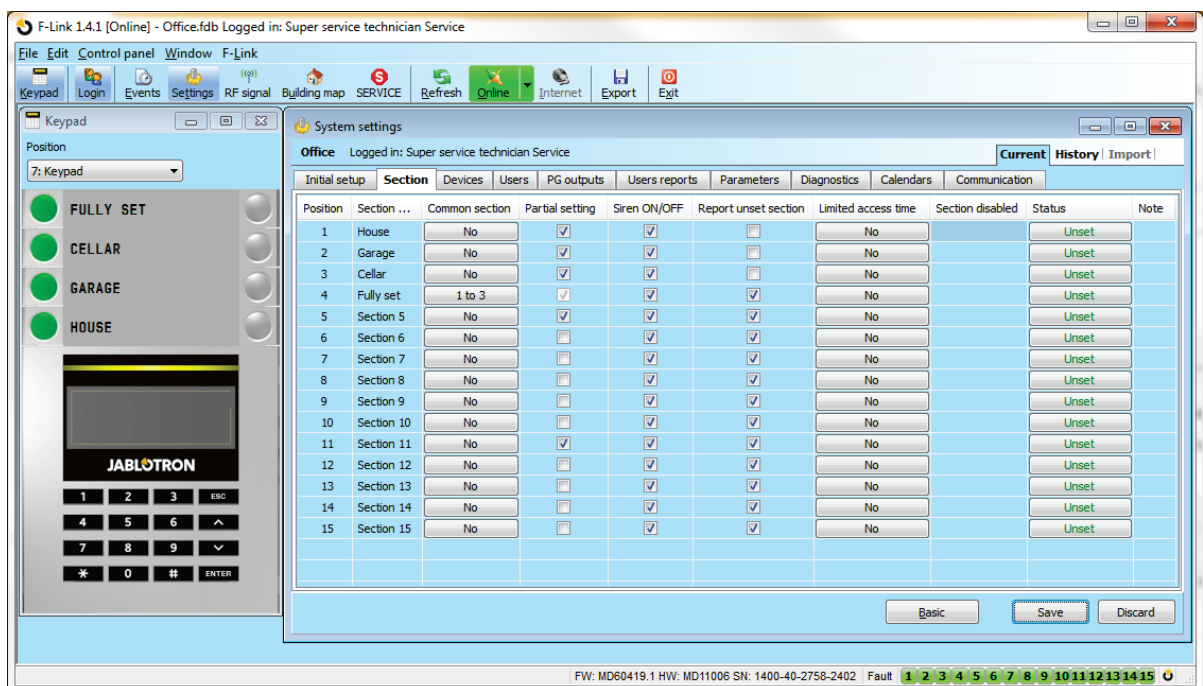 F-Link 1.4.1 [Online] - Office.fdb Logged in: Super service technician Service
File Edit Control panel Window F-Link
Keypad Login Events Settings RF signal Building map SERVICE Refresh Online Internet Export Exit
Keypad
Position
7: Keypad
FULLY SET
CELLAR
GARAGE
HOUSE
JABLOTRON
1 2 3 ESC
4 5 6
7 8 9
* 0 # ENTER
System settings
Office Logged in: Super service technician Service Current History Import
Initial setup Section Devices Users PG outputs Users reports Parameters Diagnostics Calendars Communication
Position Section ... Common section Partial setting Siren ON/OFF Report unset section Limited access time Section disabled Status Note
1 House No No Unset
2 Garage No No Unset
3 Cellar No No Unset
4 Fully set 1 to 3 No Unset
5 Section 5 No No Unset
6 Section 6 No No Unset
7 Section 7 No No Unset
8 Section 8 No No Unset
9 Section 9 No No Unset
10 Section 10 No No Unset
11 Section 11 No No Unset
12 Section 12 No No Unset
13 Section 13 No No Unset
14 Section 14 No No Unset
15 Section 15 No No Unset
Basic Save Discard
FW: MD60419.1 HW: MD11006 SN: 1400-40-2758-2402 Fault 1 2 3 4 5 6 7 8 9 10 11 12 13 14 15